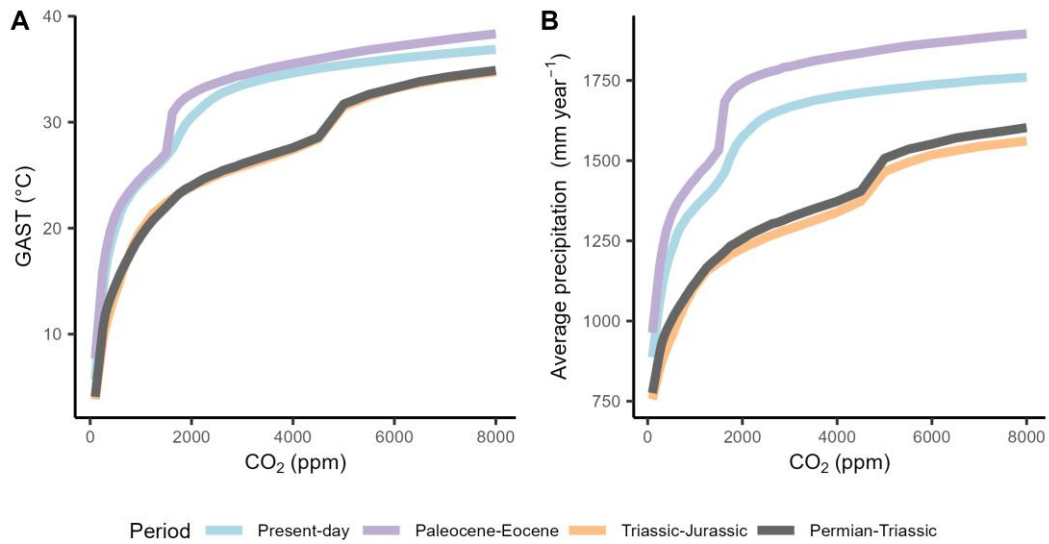 A
GAST (°C)
40
30
20
10
0
2000
4000
6000
8000
CO₂ (ppm)
B
Average precipitation (mm year⁻¹)
1750
1500
1250
1000
750
0
2000
4000
6000
8000
CO₂ (ppm)
Period
Present-day
Paleocene-Eocene
Triassic-Jurassic
Permian-Triassic